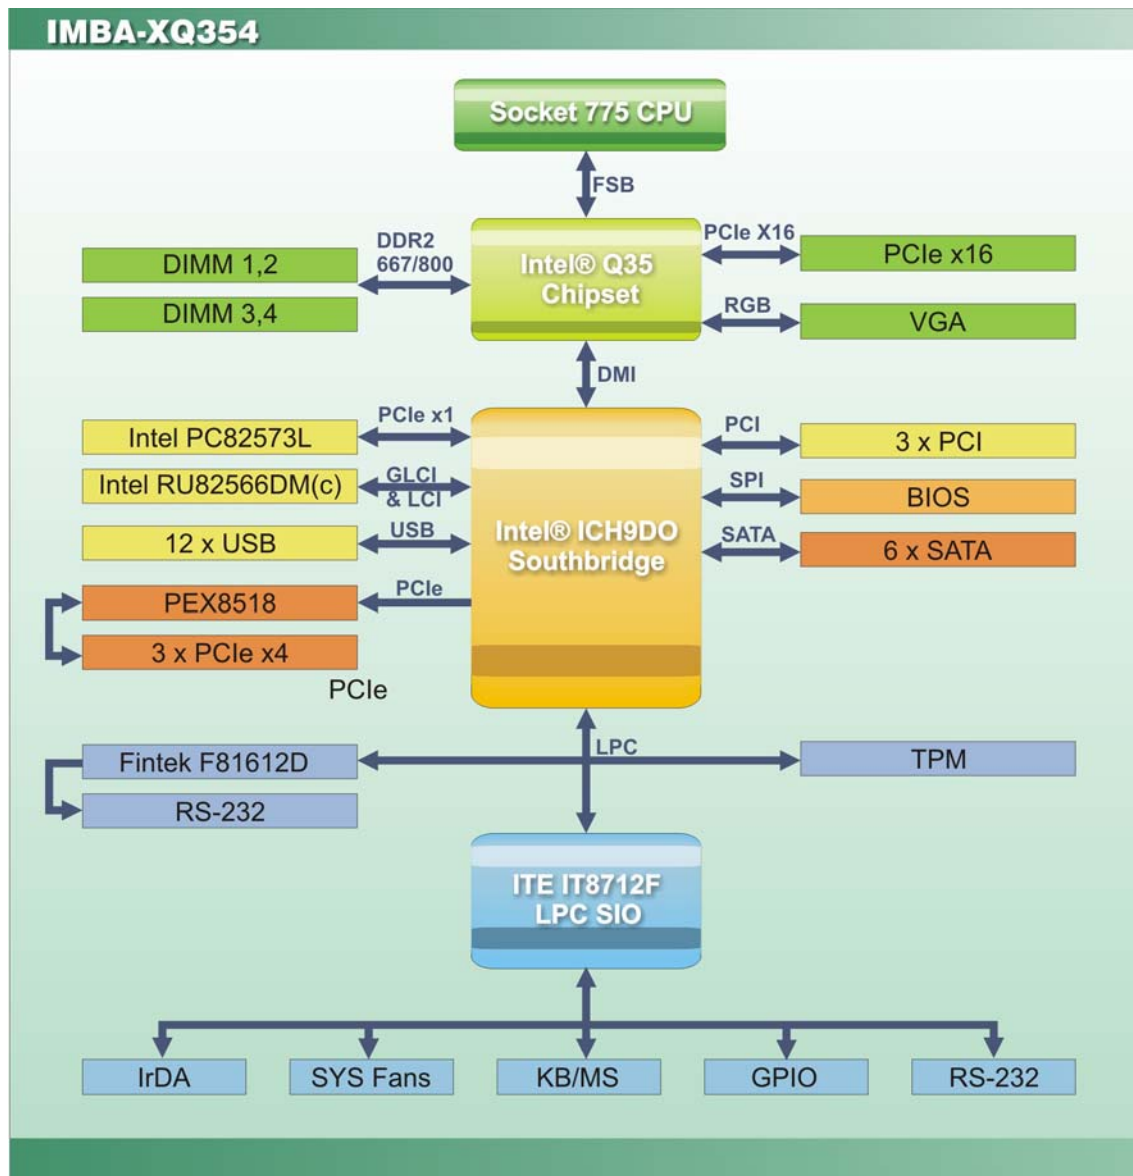 IMBA-XQ354
Socket 775 CPU
FSB
DDR2
667/800
PCIe X16
DIMM 1,2
Intel® Q35
Chipset
PCIe x16
DIMM 3,4
RGB
VGA
DMI
PCIe x1
PCI
Intel PC82573L
3 x PCI
GLCI
& LCI
SPI
Intel RU82566DM(c)
BIOS
USB
Intel® ICH9DO
Southbridge
SATA
12 x USB
6 x SATA
PCIe
PEX8518
3 x PCIe x4
PCIe
LPC
Fintek F81612D
TPM
RS-232
ITE IT8712F
LPC SIO
IrDA
SYS Fans
KB/MS
GPIO
RS-232